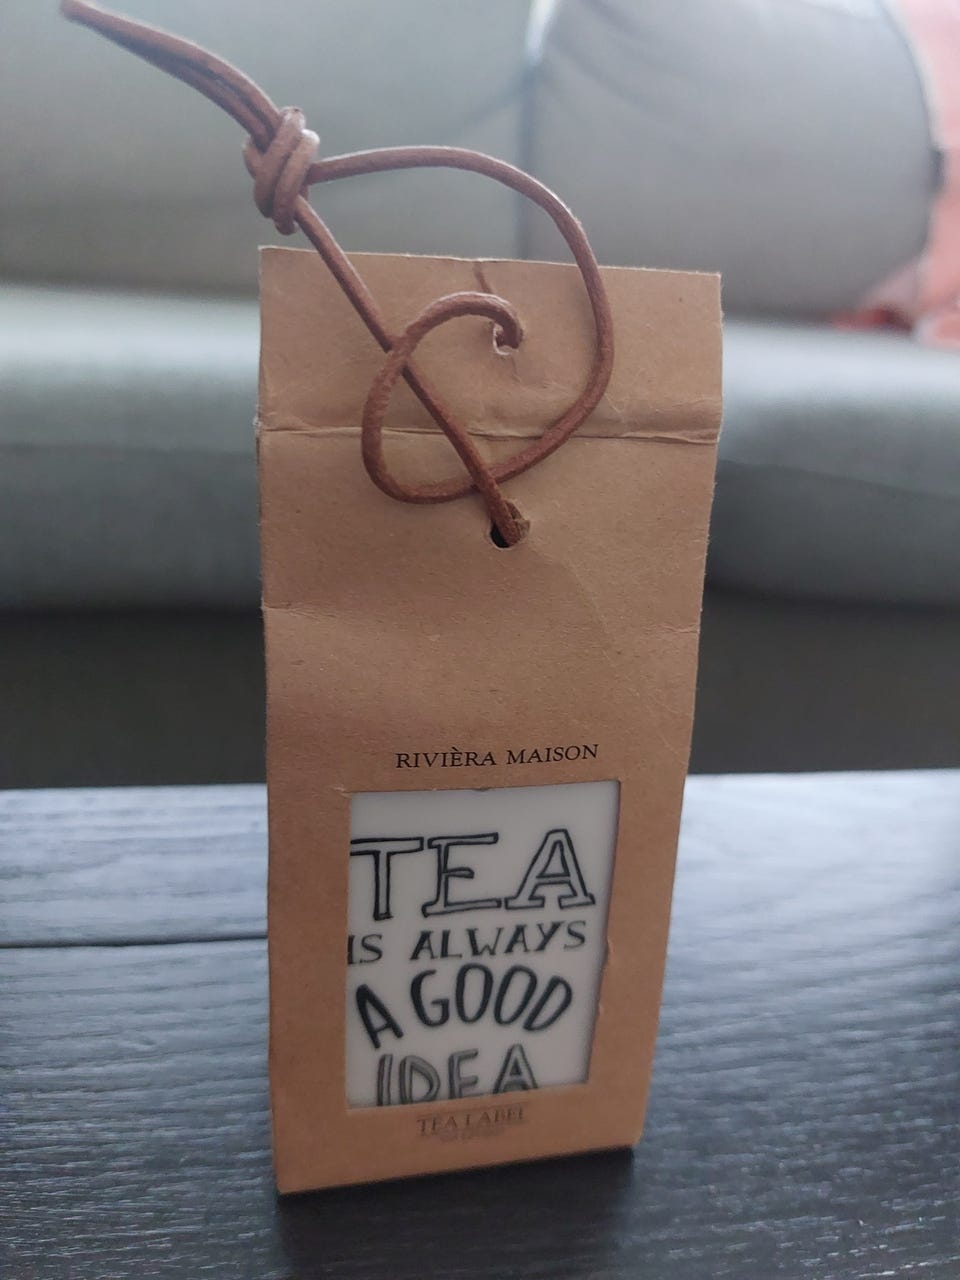 RIVIÈRA MAISON
TEA
IS ALWAYS
A GOOD
IDEA
TEA LABEL